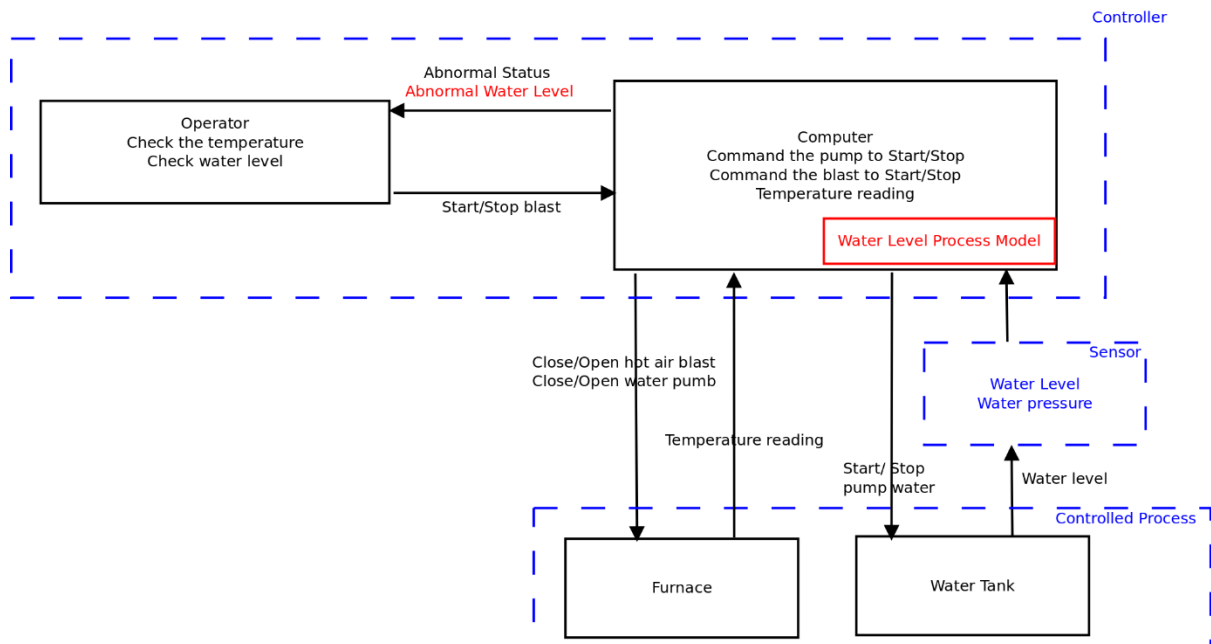 Controller
Abnormal Status
Abnormal Water Level
Operator
Check the temperature
Check water level
Computer
Command the pump to Start/Stop
Command the blast to Start/Stop
Temperature reading
Start/Stop blast
Water Level Process Model
Close/Open hot air blast
Close/Open water pumb
Sensor
Water Level
Water pressure
Temperature reading
Start/ Stop
pump water
Water level
Controlled Process
Furnace
Water Tank